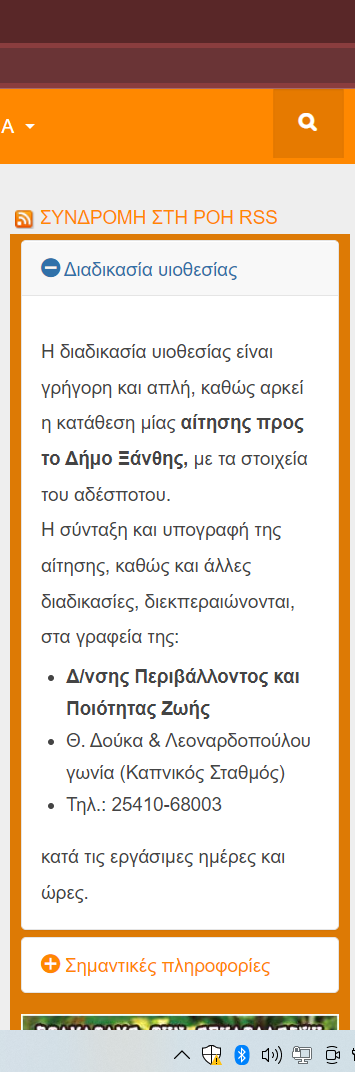 Α
ΣΥΝΔΡΟΜΗ ΣΤΗ ΡΟΗ RSS
Διαδικασία υιοθεσίας
Η διαδικασία υιοθεσίας είναι
γρήγορη και απλή, καθώς αρκεί
η κατάθεση μίας αίτησης προς
το Δήμο Ξάνθης, με τα στοιχεία
του αδέσποτου.
Η σύνταξη και υπογραφή της
αίτησης, καθώς και άλλες
διαδικασίες, διεκπεραιώνονται,
στα γραφεία της:
Δ/νσης Περιβάλλοντος και
Ποιότητας Ζωής
Θ. Δούκα & Λεοναρδοπούλου
γωνία (Καπνικός Σταθμός)
Τηλ.: 25410-68003
κατά τις εργάσιμες ημέρες και
ώρες.
Σημαντικές πληροφορίες